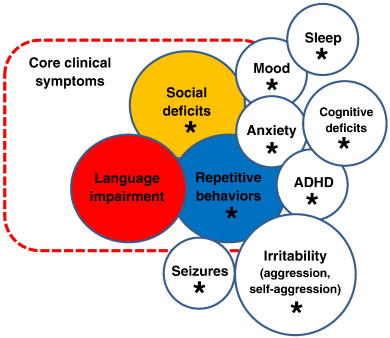 Core clinical
symptoms
Sleep
*
Mood
*
Social
deficits
*
Anxiety
*
Cognitive
deficits
*
Language
impairment
Repetitive
behaviors
*
ADHD
*
Seizures
*
Irritability
(aggression,
self-aggression)
*